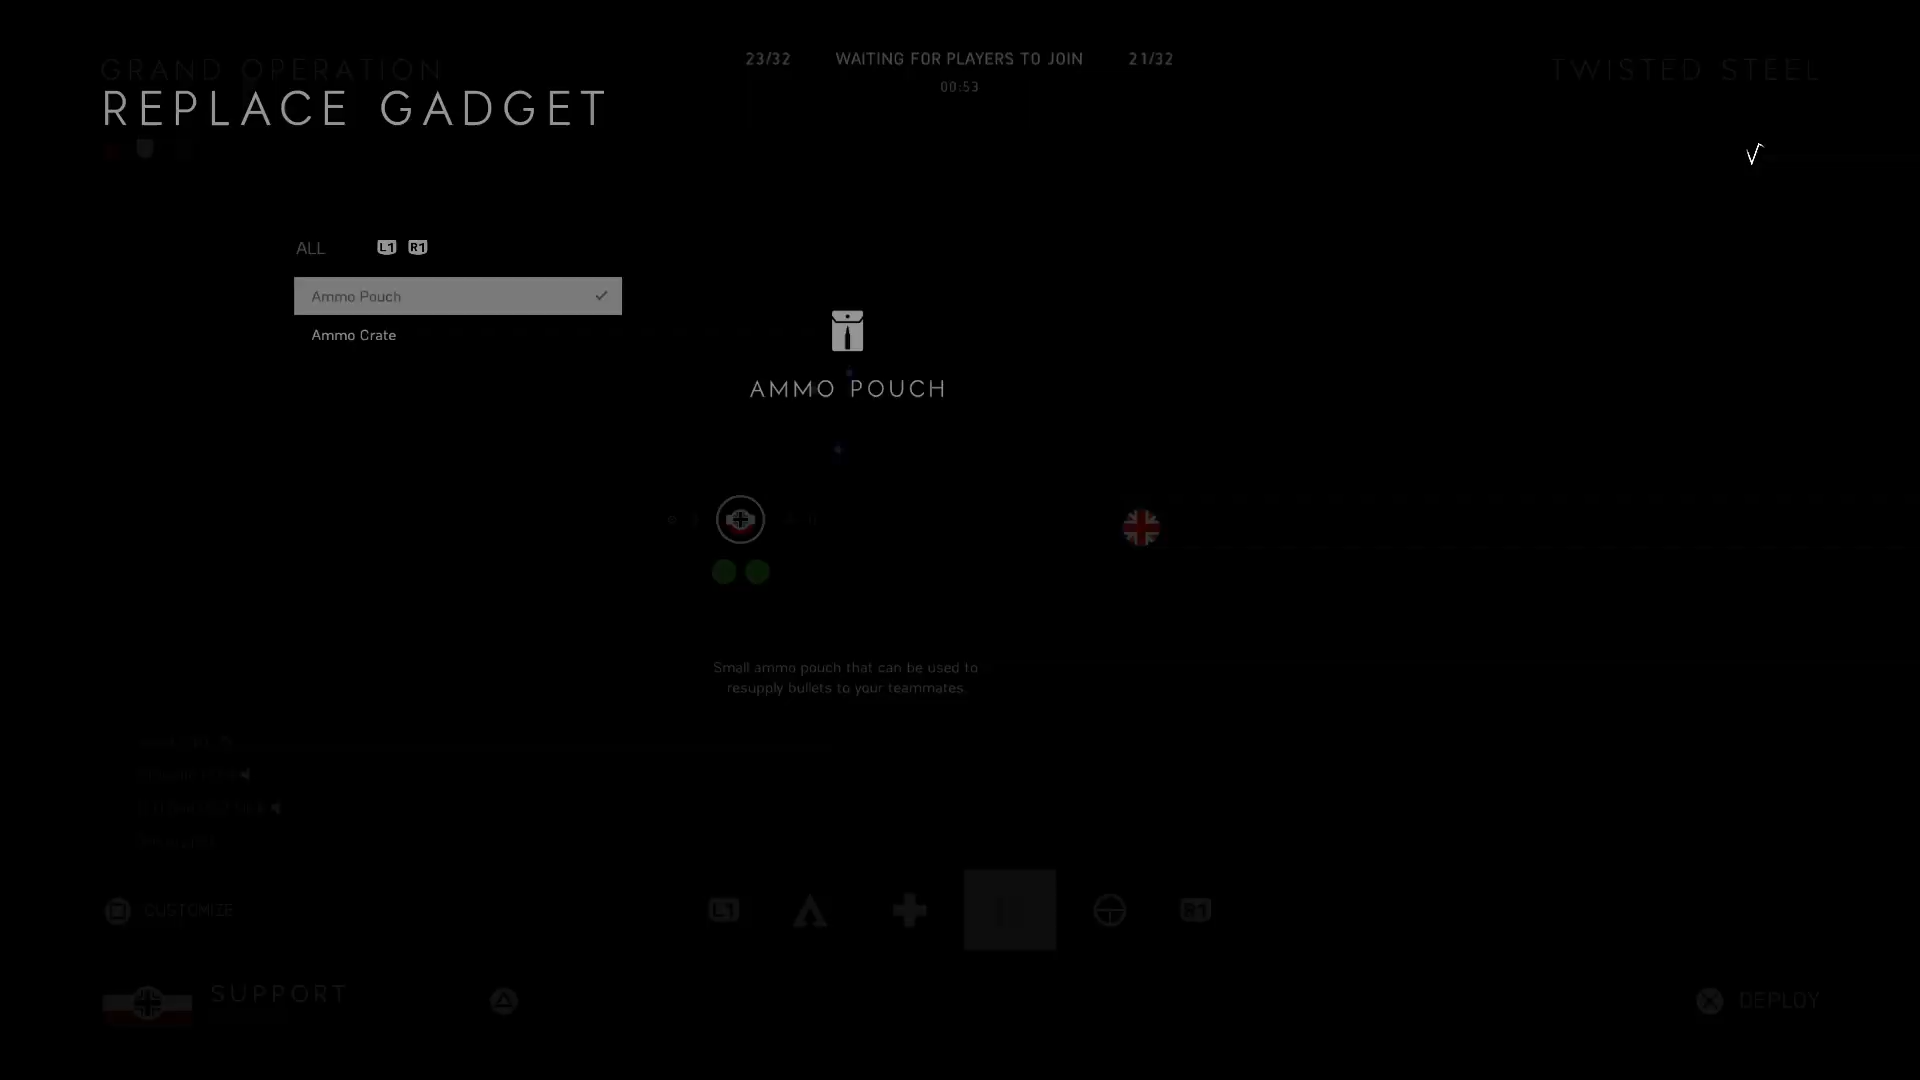 GRAND OPERATION
REPLACE GADGET
23/32 WAITING FOR PLAYERS TO JOIN 21/32
00:53
TWISTED STEEL
ALL L1 R1
Ammo Pouch
Ammo Crate
AMMO POUCH
Small ammo pouch that can be used to
resupply bullets to your teammates
CUSTOMIZE
L1 R1
SUPPORT
DEPLOY